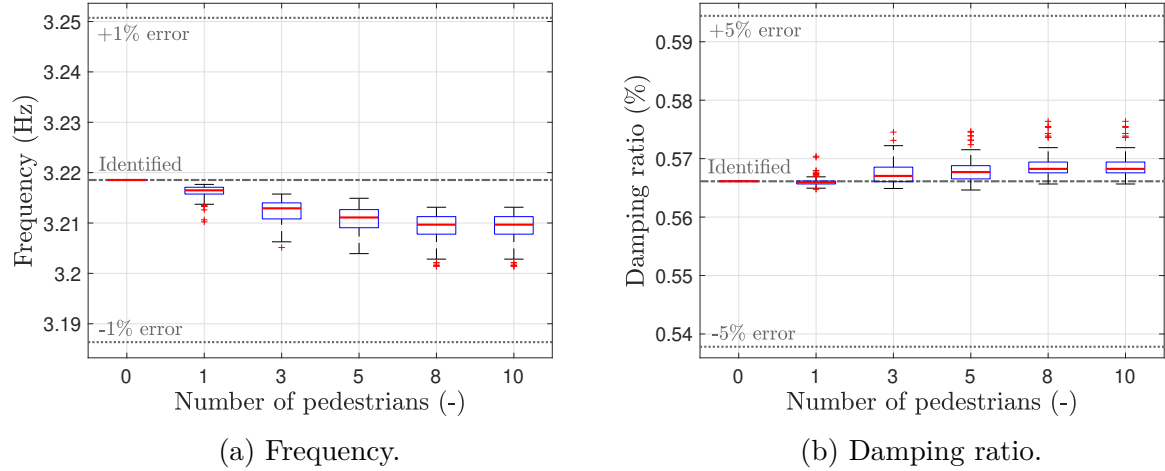 3.25
+1% error
3.24
3.23
Identified
3.22
3.21
3.2
3.19
-1% error
0 1 3 5 8 10
Frequency (Hz)
Number of pedestrians (-)
(a) Frequency.
+5% error
0.59
0.58
0.57
Identified
0.56
0.55
0.54
-5% error
0 1 3 5 8 10
Damping ratio (%)
Number of pedestrians (-)
(b) Damping ratio.